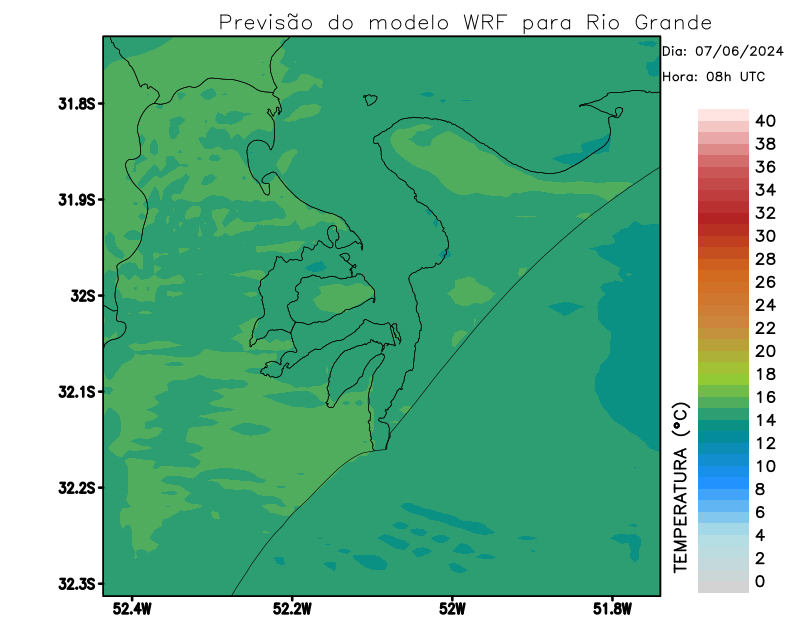 Previsão do modelo WRF para Rio Grande
Dia: 07/06/2024
Hora: 08h UTC
31.8S
31.9S
32S
32.1S
32.2S
32.3S
52.4W
52.2W
52W
51.8W
TEMPERATURA (°C)
40
38
36
34
32
30
28
26
24
22
20
18
16
14
12
10
8
6
4
2
0